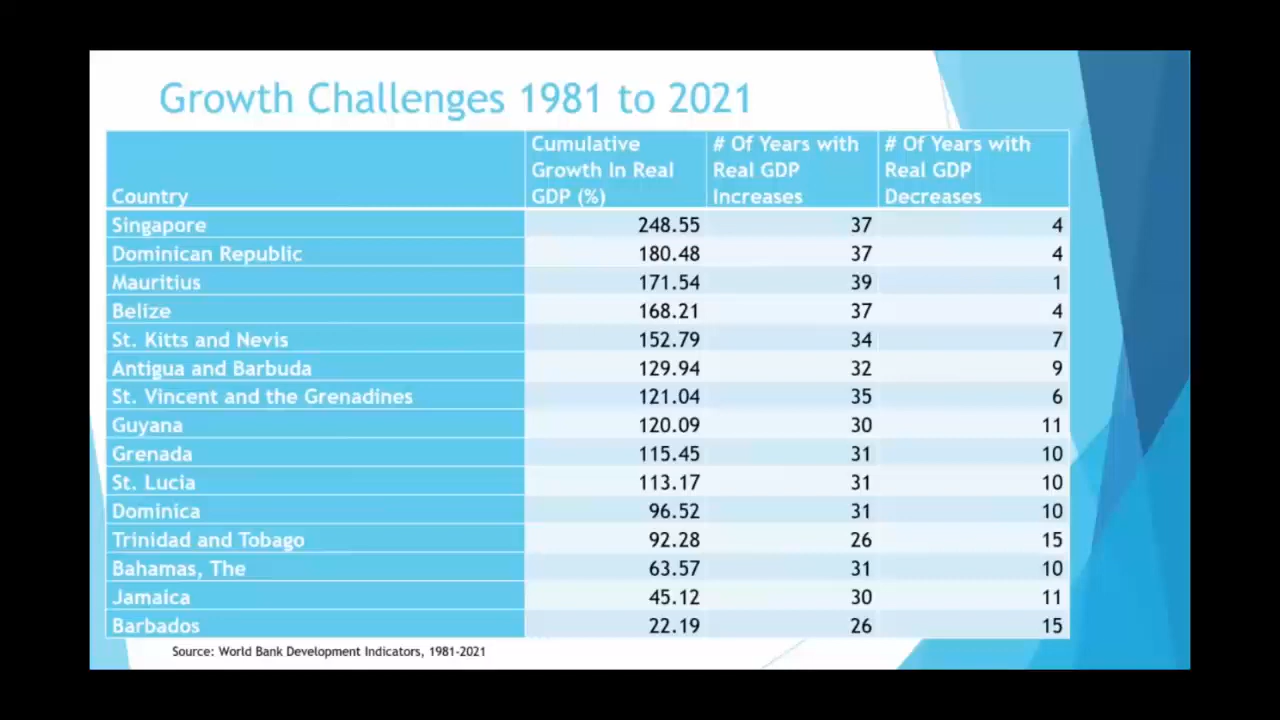 Growth Challenges 1981 to 2021
Country
Cumulative
Growth In Real
GDP (%)
# Of Years with
Real GDP
Increases
# Of Years with
Real GDP
Decreases
Singapore 248.55 37 4
Dominican Republic 180.48 37 4
Mauritius 171.54 39 1
Belize 168.21 37 4
St. Kitts and Nevis 152.79 34 7
Antigua and Barbuda 129.94 32 9
St. Vincent and the Grenadines 121.04 35 6
Guyana 120.09 30 11
Grenada 115.45 31 10
St. Lucia 113.17 31 10
Dominica 96.52 31 10
Trinidad and Tobago 92.28 26 15
Bahamas, The 63.57 31 10
Jamaica 45.12 30 11
Barbados 22.19 26 15
Source: World Bank Development Indicators, 1981-2021